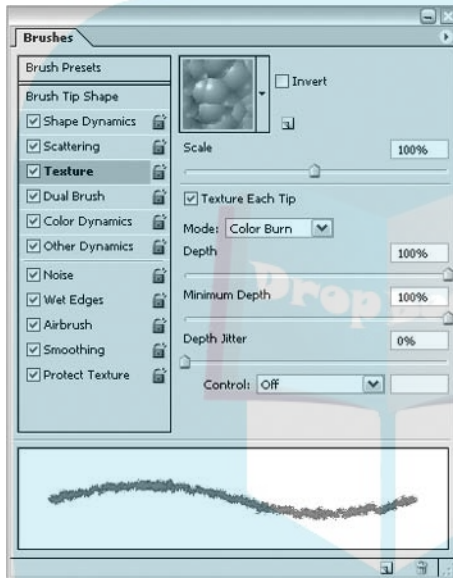 Brushes
Brush Presets
Brush Tip Shape
Shape Dynamics
Scattering
Texture
Dual Brush
Color Dynamics
Other Dynamics
Noise
Wet Edges
Airbrush
Smoothing
Protect Texture
Invert
Scale 100%
Texture Each Tip
Mode: Color Burn
Depth 100%
Minimum Depth 100%
Depth Jitter 0%
Control: Off